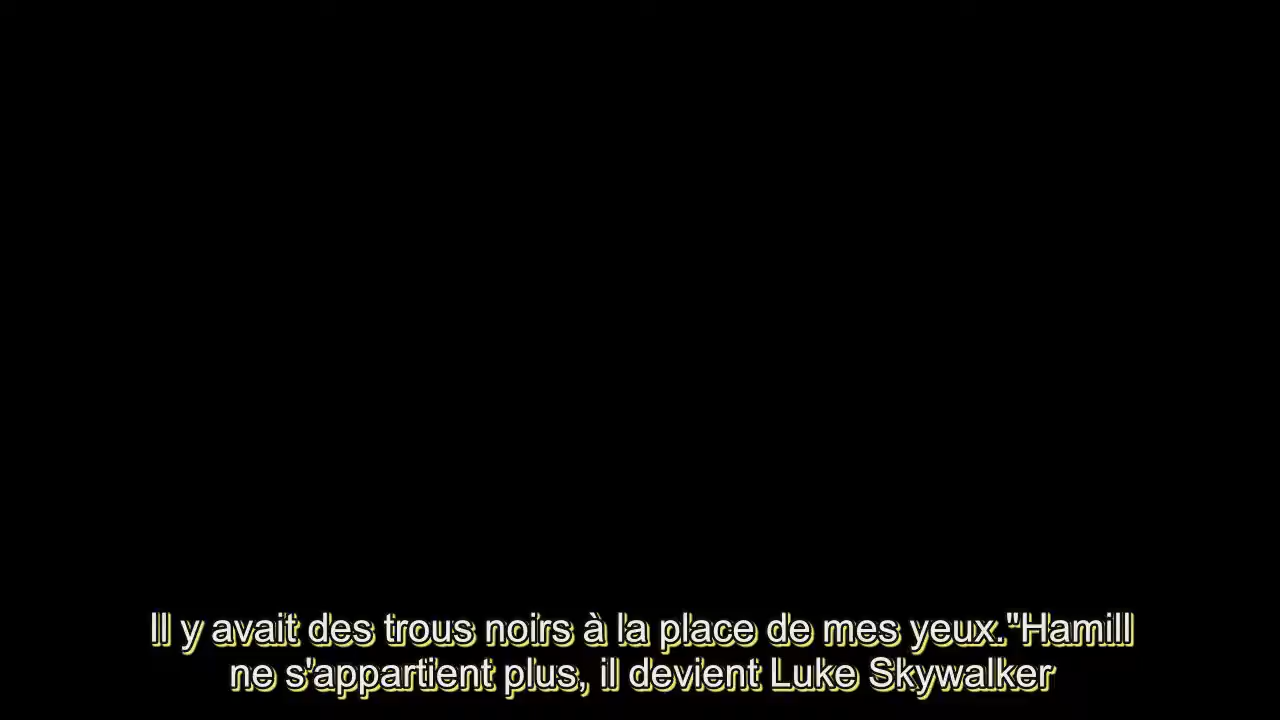 Il y avait des trous noirs à la place de mes yeux."Hamill
ne s'appartient plus, il devient Luke Skywalker